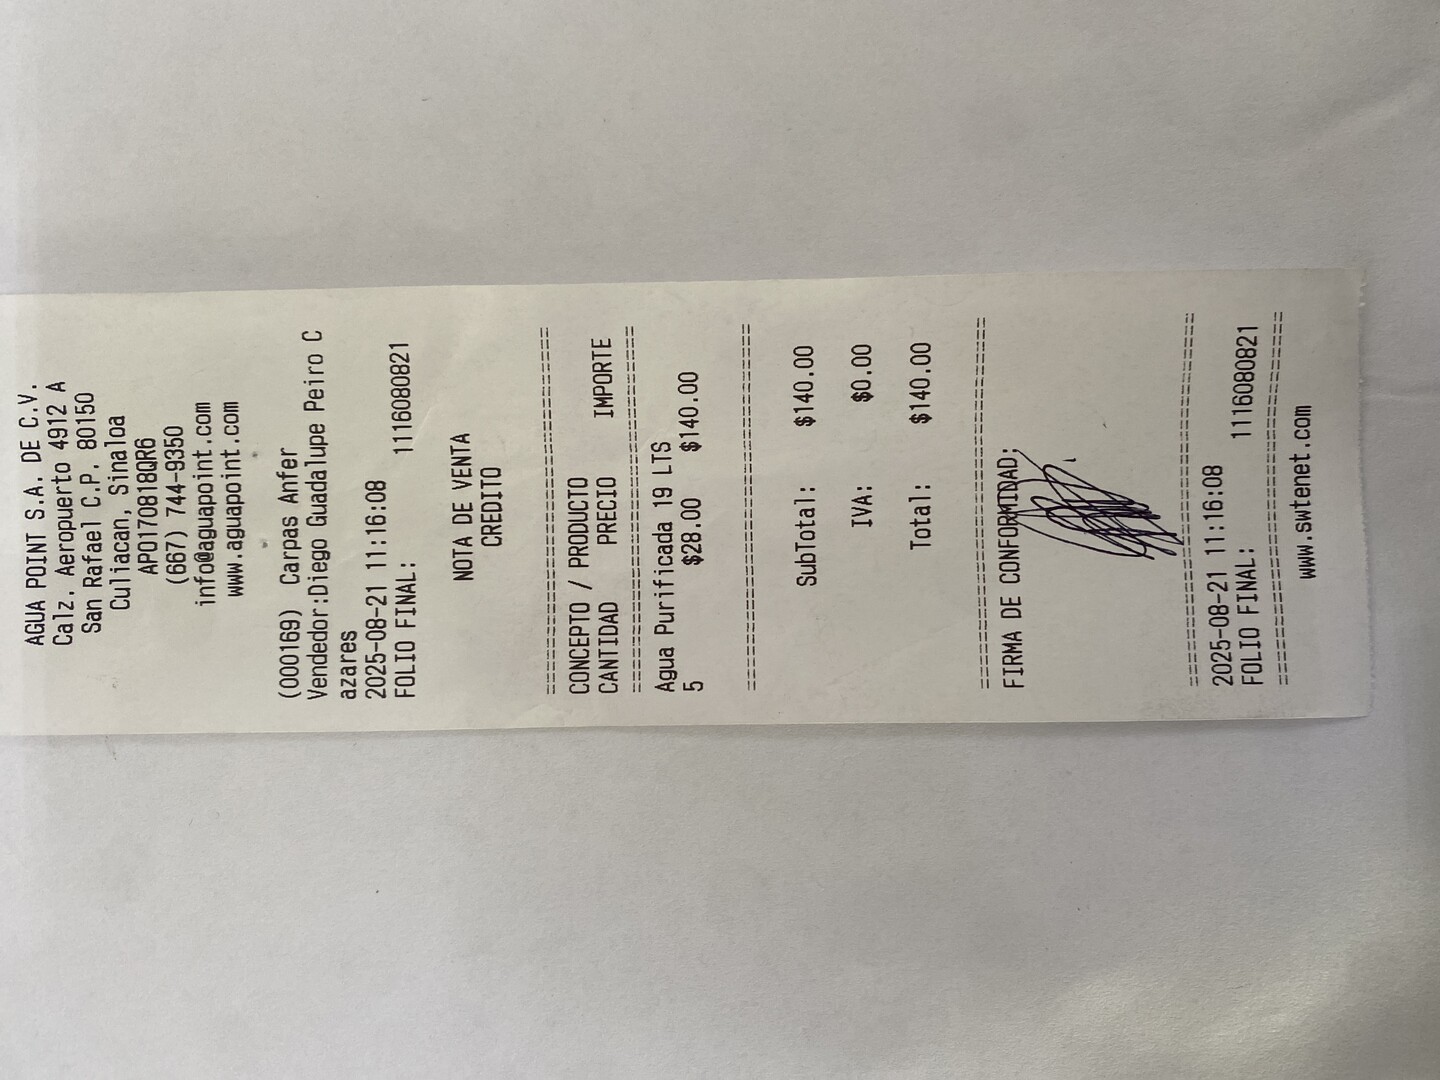 AGUA POINT S.A. DE C.V.
Calz. Aeropuerto 4912 A
San Rafael C.P. 80150
Culiacan, Sinaloa
APO170818QR6
(667) 744-9350
info@aguapoint.com
www.aguapoint.com
(000169) Carpas Anfer
Vendedor:Diego Guadalupe Peiro C
azares
2025-08-21 11:16:08
FOLIO FINAL: 1116080821
NOTA DE VENTA
CREDITO
================================
CONCEPTO / PRODUCTO
CANTIDAD PRECIO IMPORTE
================================
Agua Purificada 19 LTS
5 $28.00 $140.00
================================
SubTotal: $140.00
IVA: $0.00
Total: $140.00
================================
FIRMA DE CONFORMIDAD:
================================
2025-08-21 11:16:08
FOLIO FINAL: 1116080821
================================
www.swtenet.com